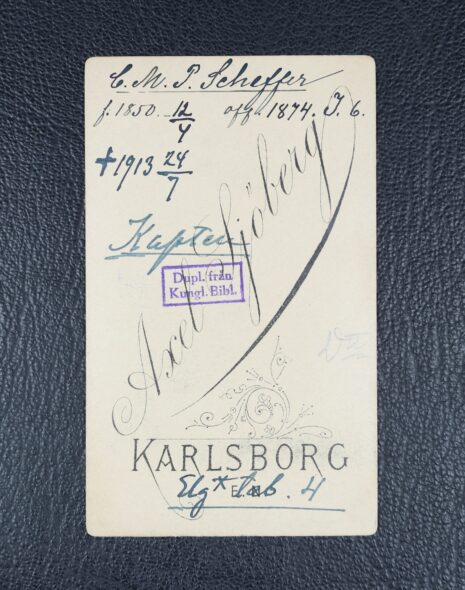 C. M. P. Scheffer
f. 1850 12/4 off. 1874. I. 6.
†1913 24/7
Kapten
Axel Sjöberg
Dupl. från
Kungl. Bibl.
KARLSBORG